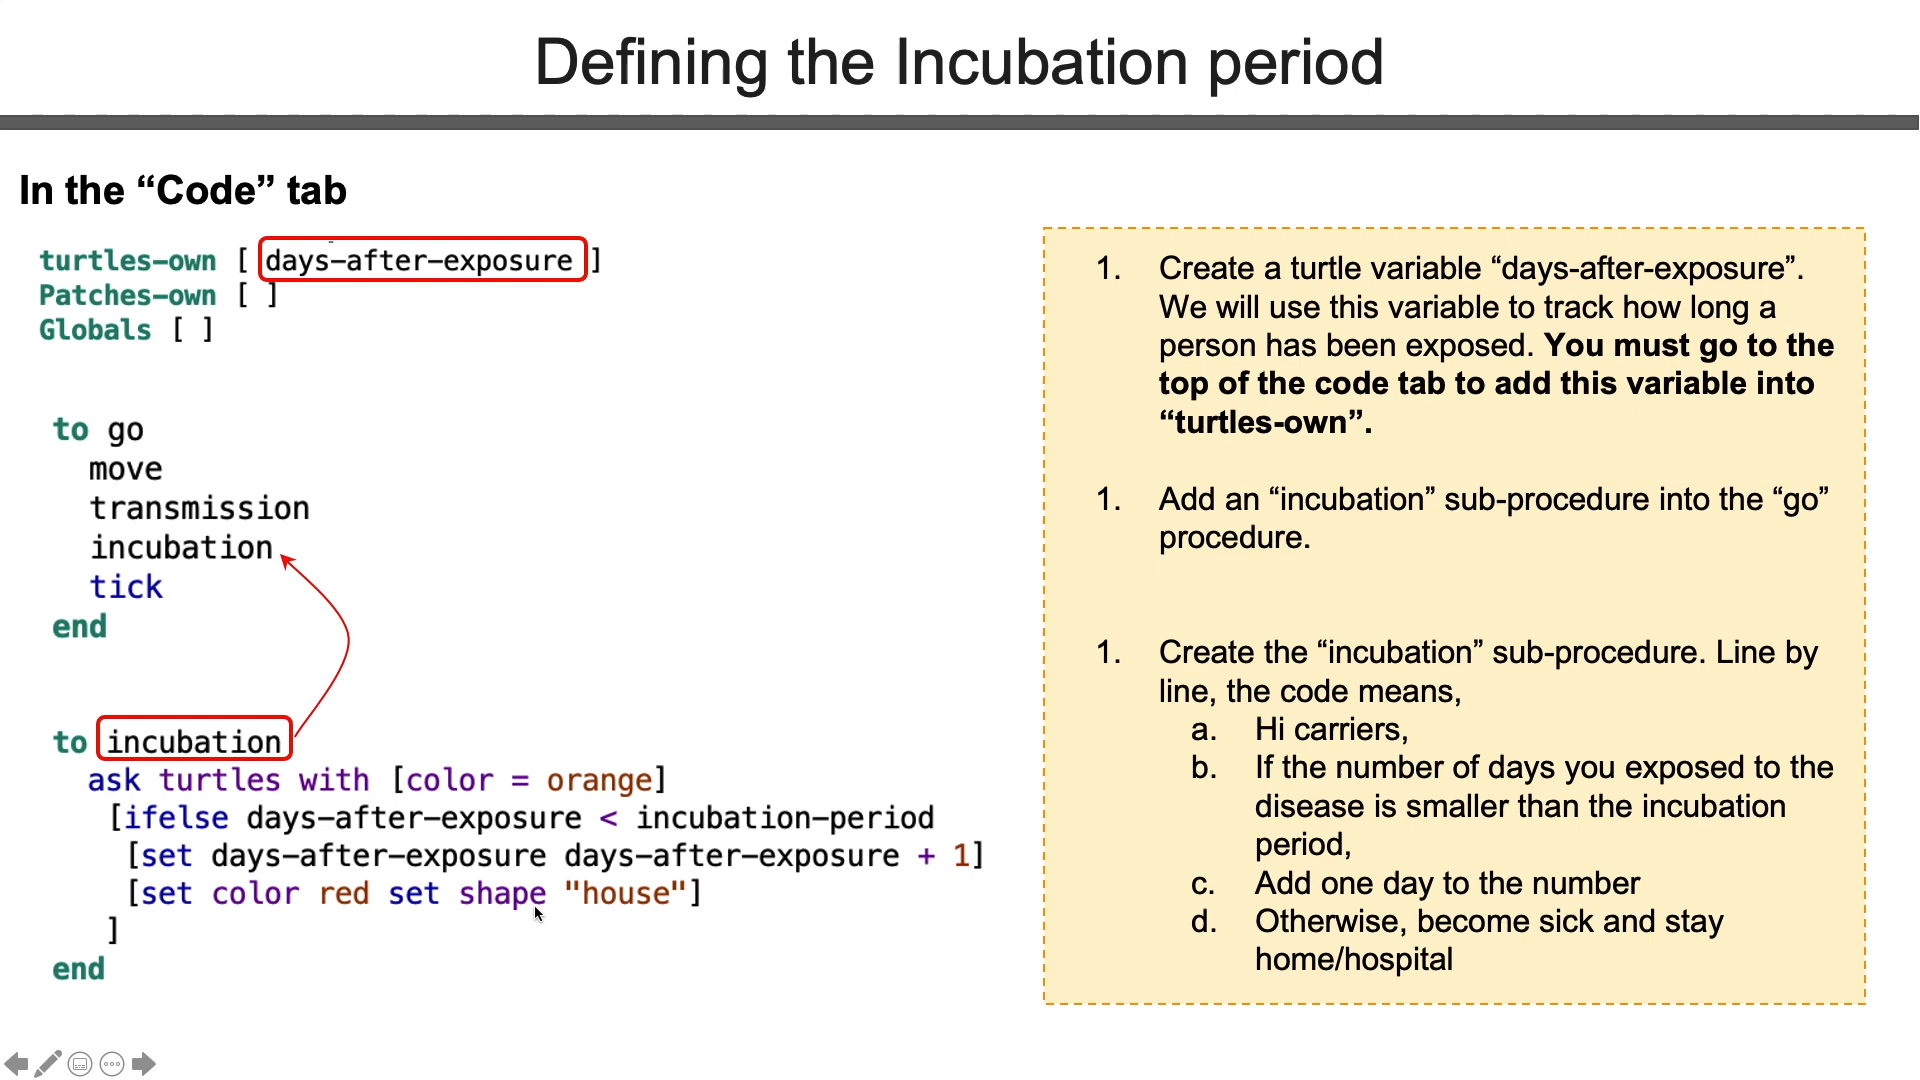 Defining the Incubation period
In the “Code” tab
turtles-own [ days-after-exposure ]
Patches-own [ ]
Globals [ ]
to go
move
transmission
incubation
tick
end
to incubation
ask turtles with [color = orange]
[ifelse days-after-exposure < incubation-period
[set days-after-exposure days-after-exposure + 1]
[set color red set shape "house"]
]
end
1. Create a turtle variable “days-after-exposure”.
We will use this variable to track how long a
person has been exposed. You must go to the
top of the code tab to add this variable into
“turtles-own”.
1. Add an “incubation” sub-procedure into the “go”
procedure.
1. Create the “incubation” sub-procedure. Line by
line, the code means,
a. Hi carriers,
b. If the number of days you exposed to the
disease is smaller than the incubation
period,
c. Add one day to the number
d. Otherwise, become sick and stay
home/hospital